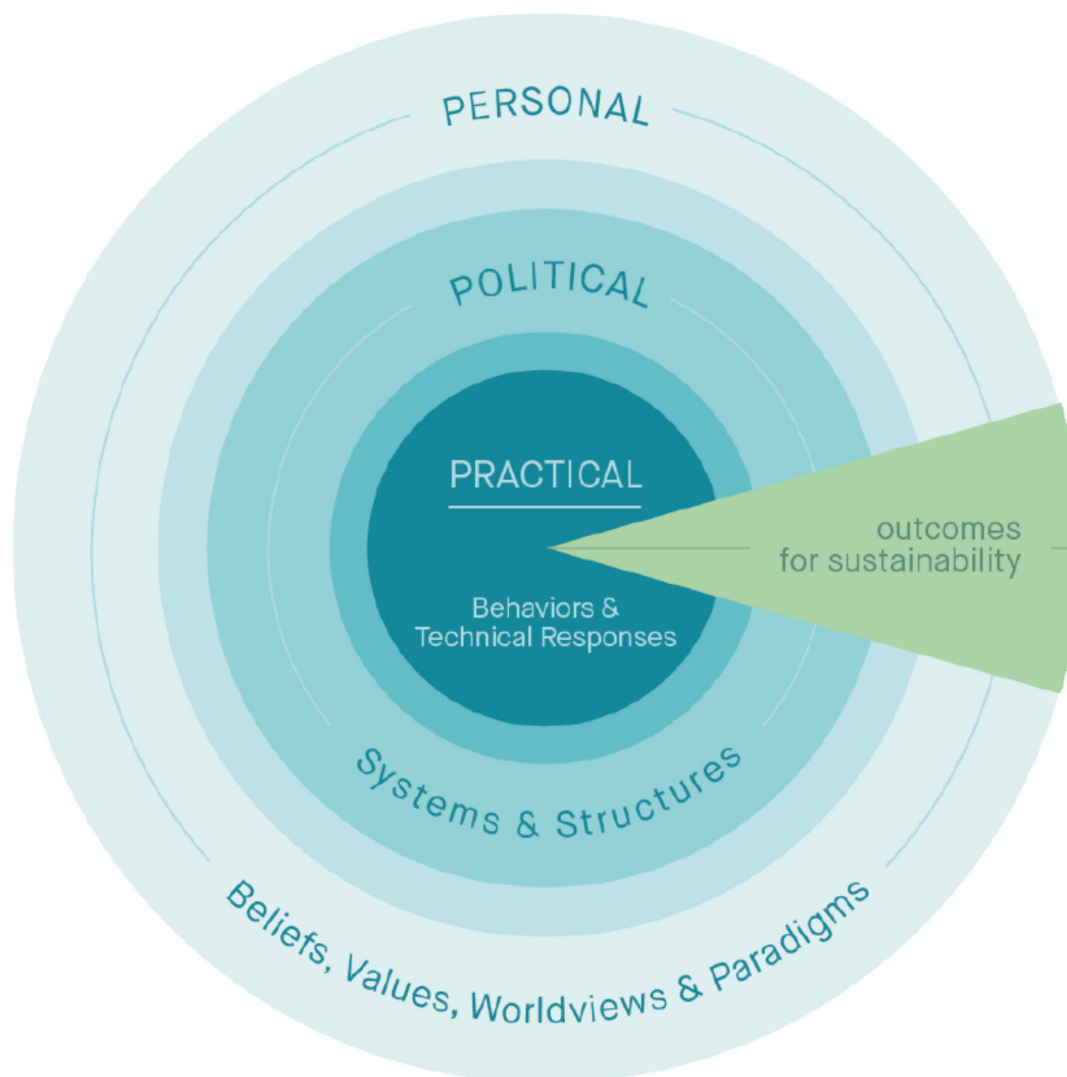 PERSONAL
POLITICAL
PRACTICAL
outcomes
for sustainability
Behaviors &
Technical Responses
Systems & Structures
Beliefs, Values, Worldviews & Paradigms